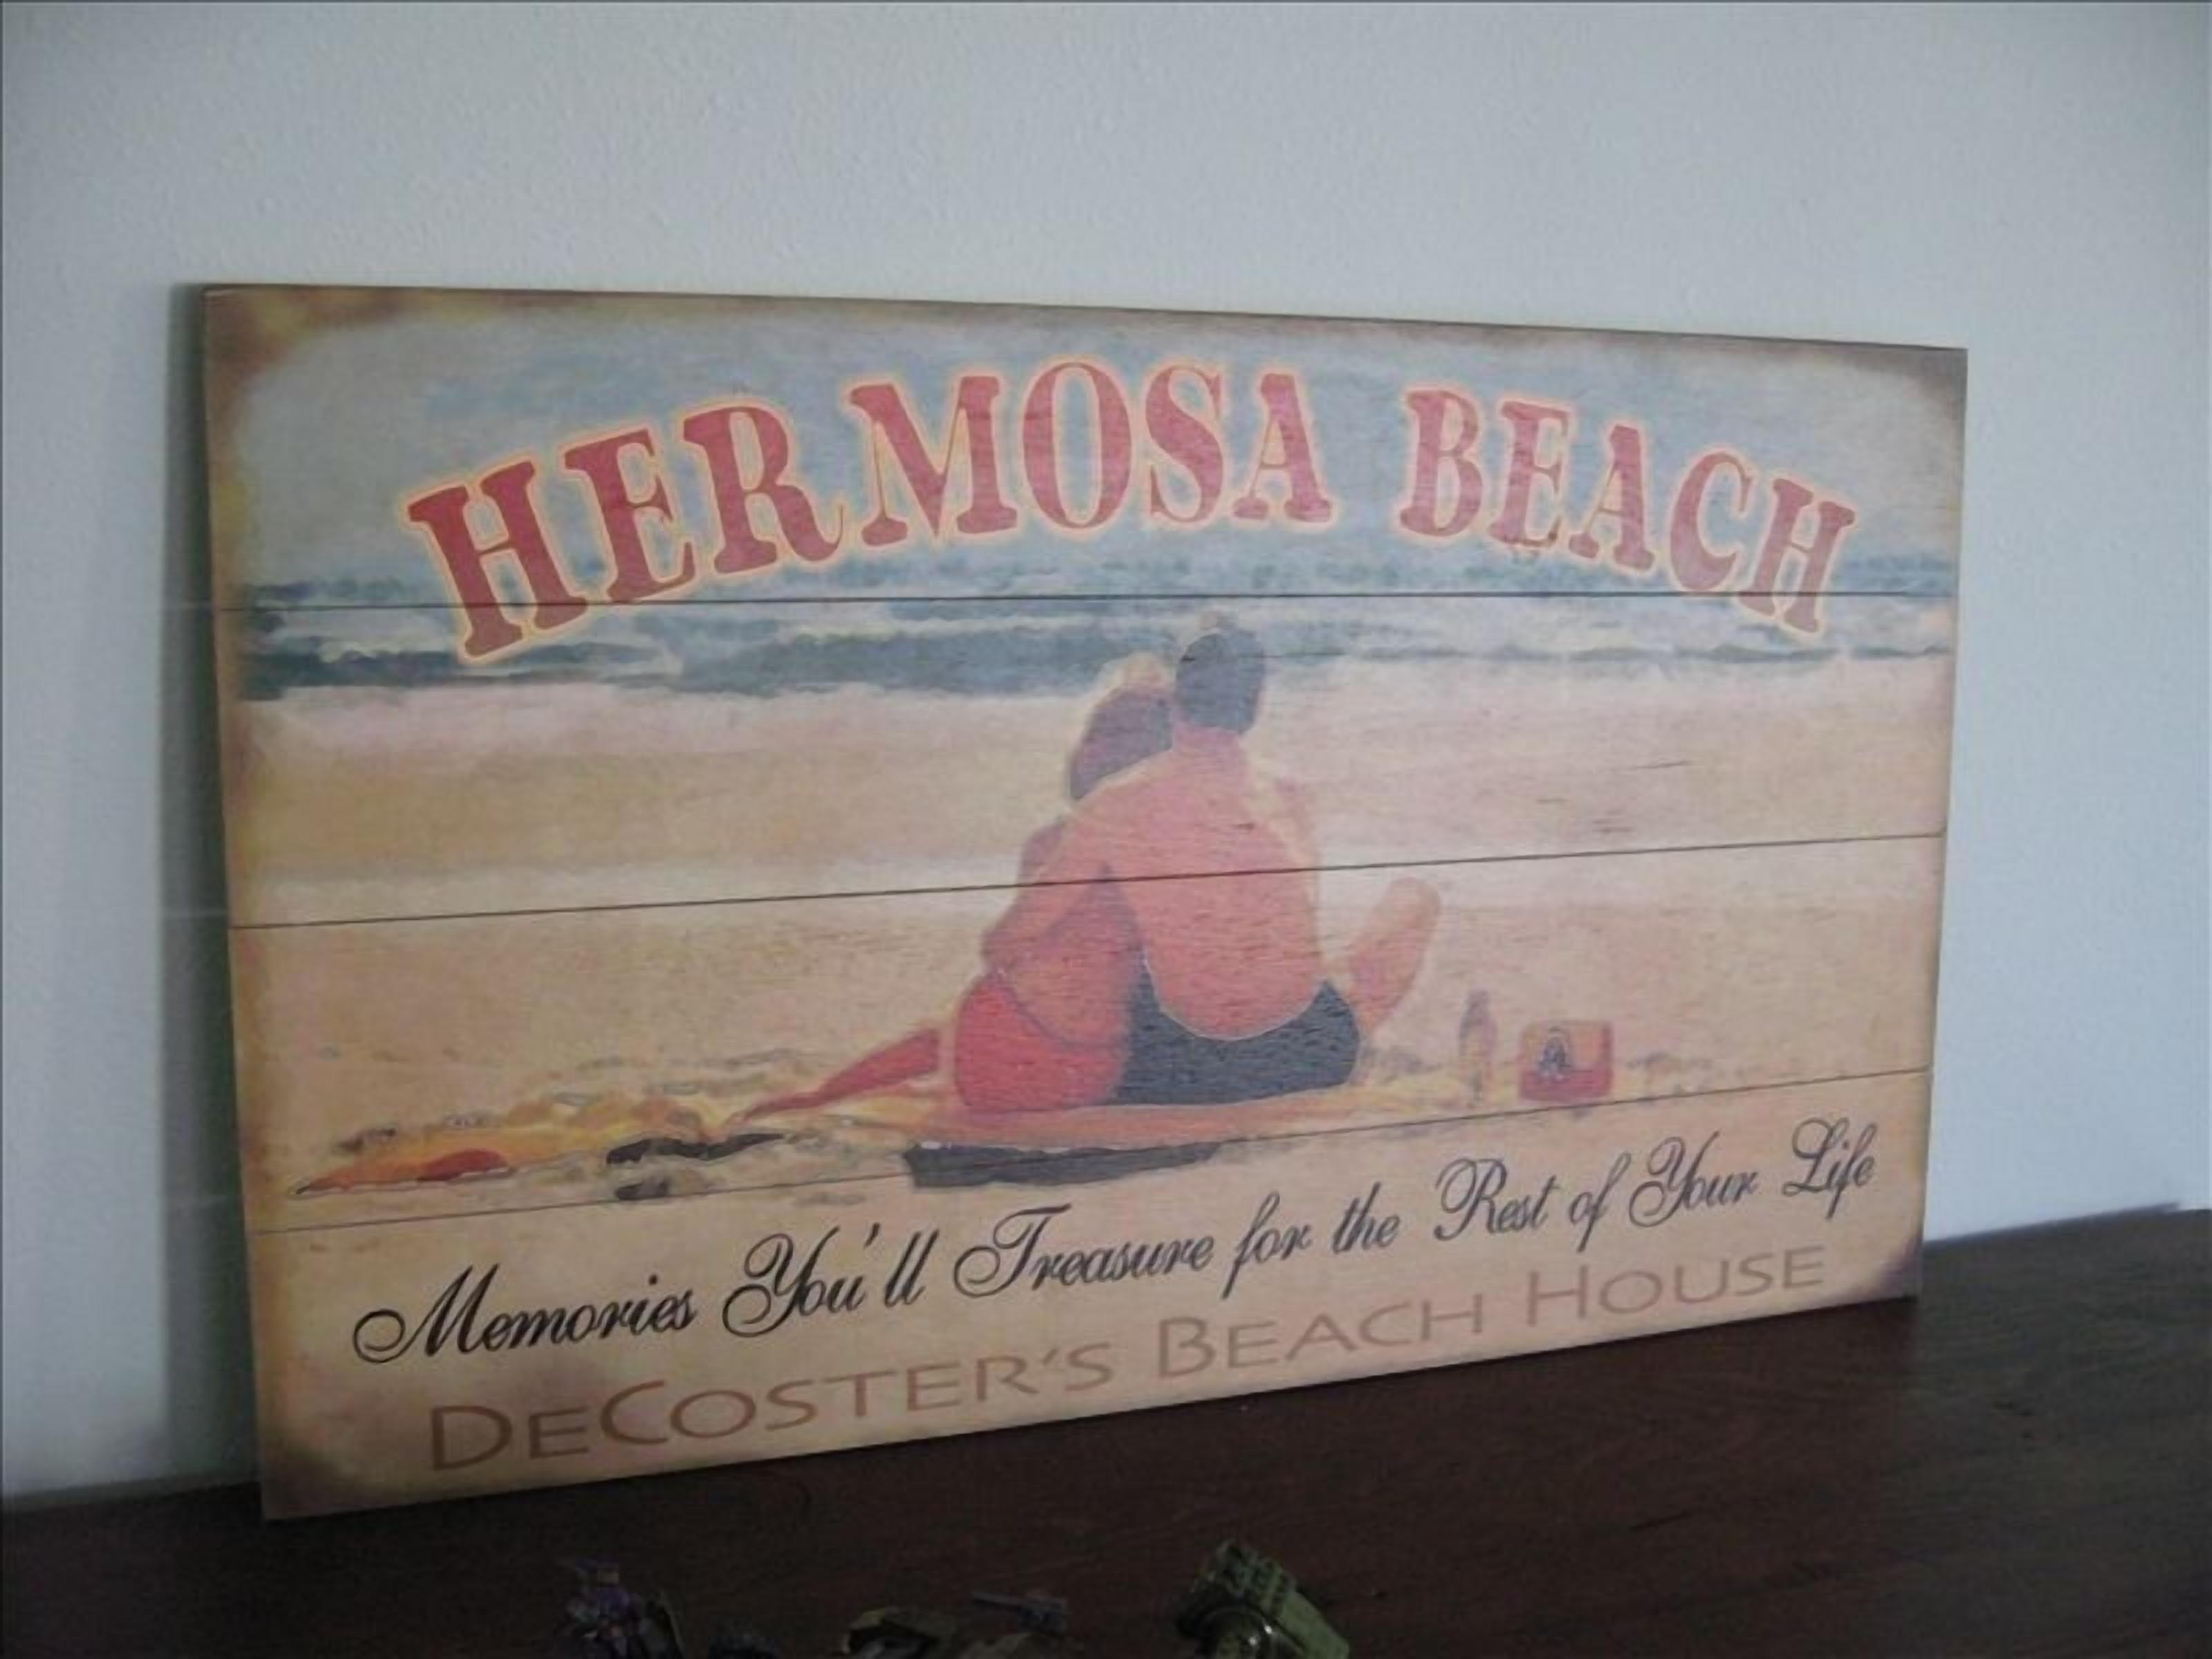 HERMOSA BEACH
Memories You'll Treasure for the Rest of Your Life
DECOSTER'S BEACH HOUSE